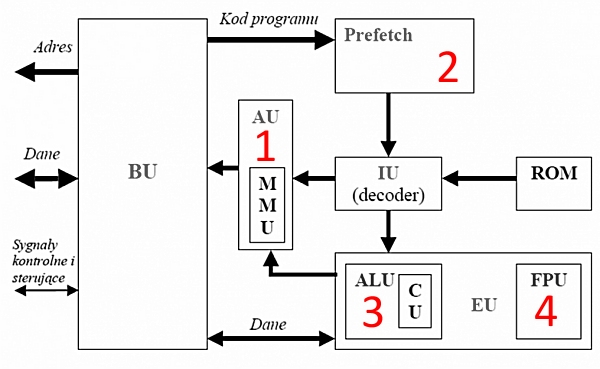 Kod programu
Prefetch
2
Adres
AU
1
M
M
U
Dane
BU
IU
(decoder)
ROM
Sygnały
kontrolne i
sterujące
ALU
3
C
U
EU
FPU
4
Dane